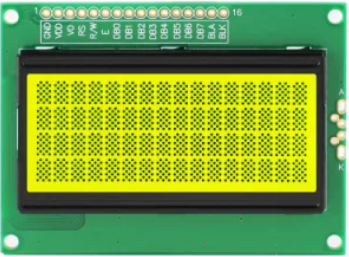 1 16
GND VDD VO RS R/W E DB0 DB1 DB2 DB3 DB4 DB5 DB6 DB7 BLA BLK
A
K